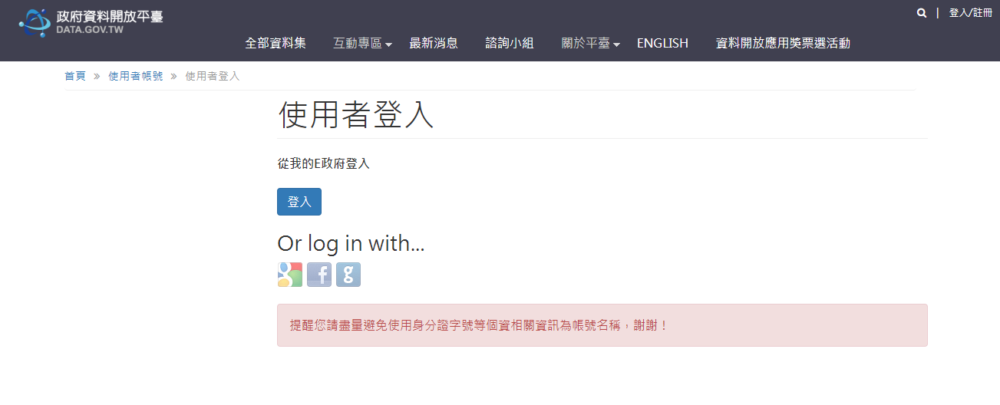 政府資料開放平臺
DATA.GOV.TW
登入/註冊
全部資料集 互動專區 最新消息 諮詢小組 關於平臺 ENGLISH 資料開放應用獎票選活動
首頁 » 使用者帳號 » 使用者登入
使用者登入
從我的E政府登入
登入
Or log in with...
提醒您請盡量避免使用身分證字號等個資相關資訊為帳號名稱，謝謝！